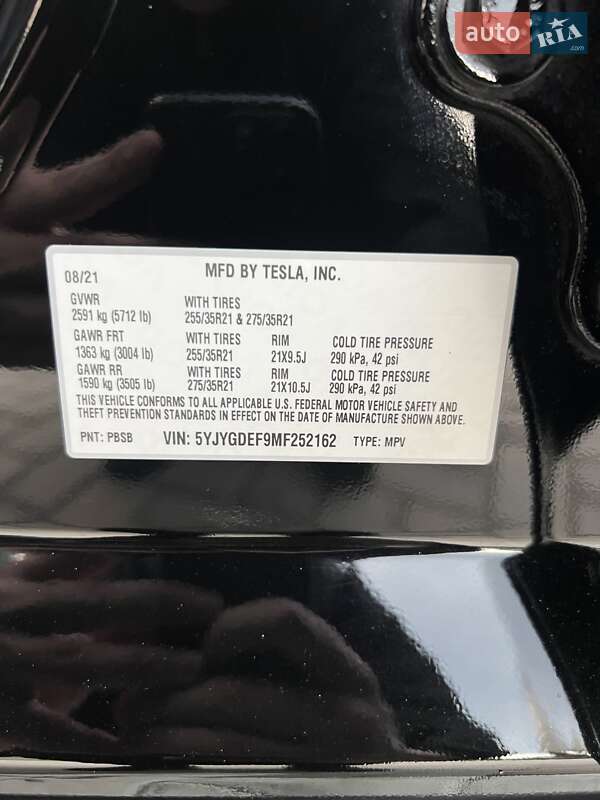 auto RIA.com
08/21 MFD BY TESLA, INC.
GVWR WITH TIRES
2591 kg (5712 lb) 255/35R21 & 275/35R21
GAWR FRT WITH TIRES RIM COLD TIRE PRESSURE
1363 kg (3004 lb) 255/35R21 21X9.5J 290 kPa, 42 psi
GAWR RR WITH TIRES RIM COLD TIRE PRESSURE
1590 kg (3505 lb) 275/35R21 21X10.5J 290 kPa, 42 psi
THIS VEHICLE CONFORMS TO ALL APPLICABLE U.S. FEDERAL MOTOR VEHICLE SAFETY AND
THEFT PREVENTION STANDARDS IN EFFECT ON THE DATE OF MANUFACTURE SHOWN ABOVE.
PNT: PBSB VIN: 5YJYGDEF9MF252162 TYPE: MPV